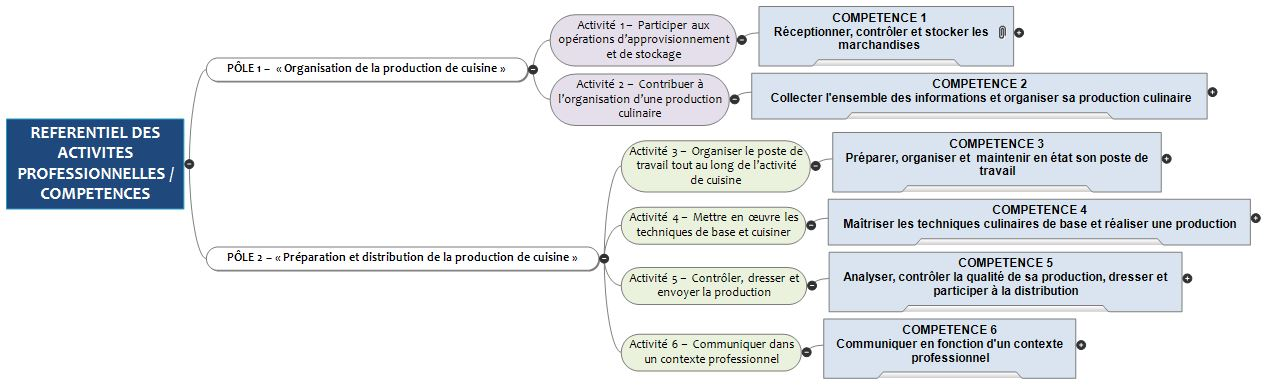 REFERENTIEL DES
ACTIVITES
PROFESSIONNELLES /
COMPETENCES
PÔLE 1 – « Organisation de la production de cuisine »
Activité 1 – Participer aux
opérations d'approvisionnement
et de stockage
COMPETENCE 1
Réceptionner, contrôler et stocker les
marchandises
Activité 2 – Contribuer à
l'organisation d'une production
culinaire
COMPETENCE 2
Collecter l'ensemble des informations et organiser sa production culinaire
PÔLE 2 – « Préparation et distribution de la production de cuisine »
Activité 3 – Organiser le poste de
travail tout au long de l'activité
de cuisine
COMPETENCE 3
Préparer, organiser et maintenir en état son poste de
travail
Activité 4 – Mettre en œuvre les
techniques de base et cuisiner
COMPETENCE 4
Maîtriser les techniques culinaires de base et réaliser une production
Activité 5 – Contrôler, dresser et
envoyer la production
COMPETENCE 5
Analyser, contrôler la qualité de sa production, dresser et
participer à la distribution
Activité 6 – Communiquer dans
un contexte professionnel
COMPETENCE 6
Communiquer en fonction d'un contexte
professionnel